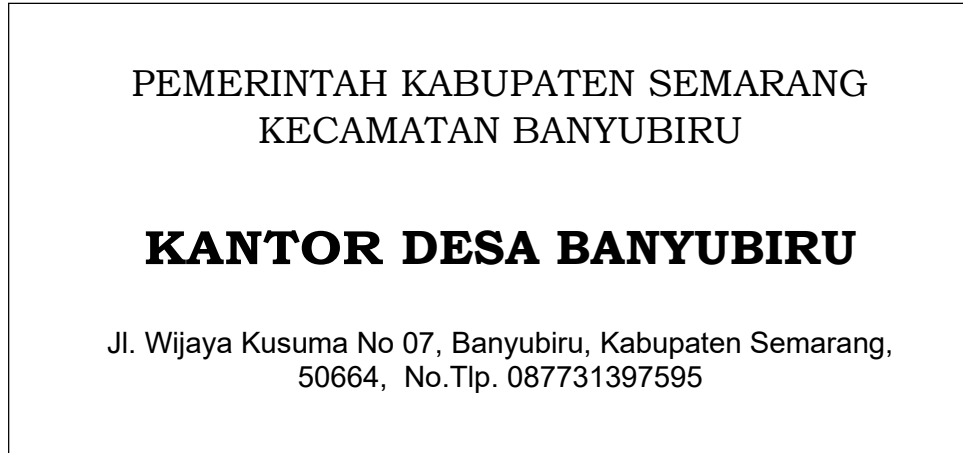 PEMERINTAH KABUPATEN SEMARANG
KECAMATAN BANYUBIRU
KANTOR DESA BANYUBIRU
Jl. Wijaya Kusuma No 07, Banyubiru, Kabupaten Semarang,
50664,  No.Tlp. 087731397595